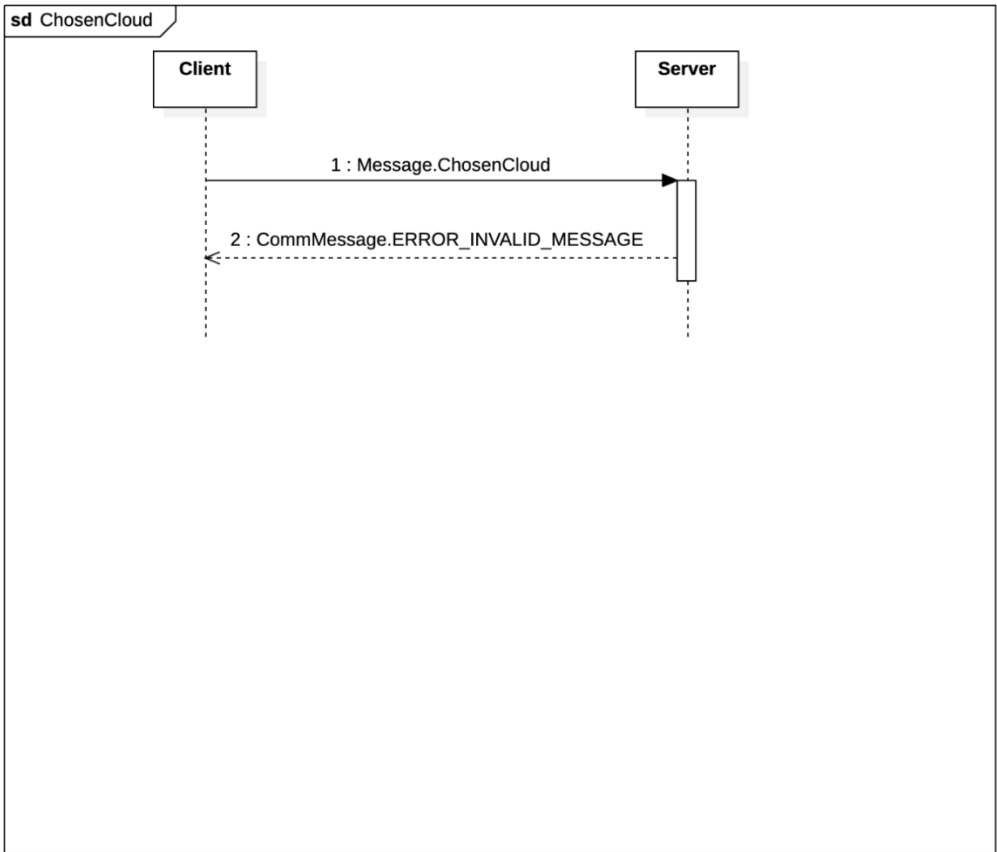 sd ChosenCloud
Client
Server
1 : Message.ChosenCloud
2 : CommMessage.ERROR_INVALID_MESSAGE